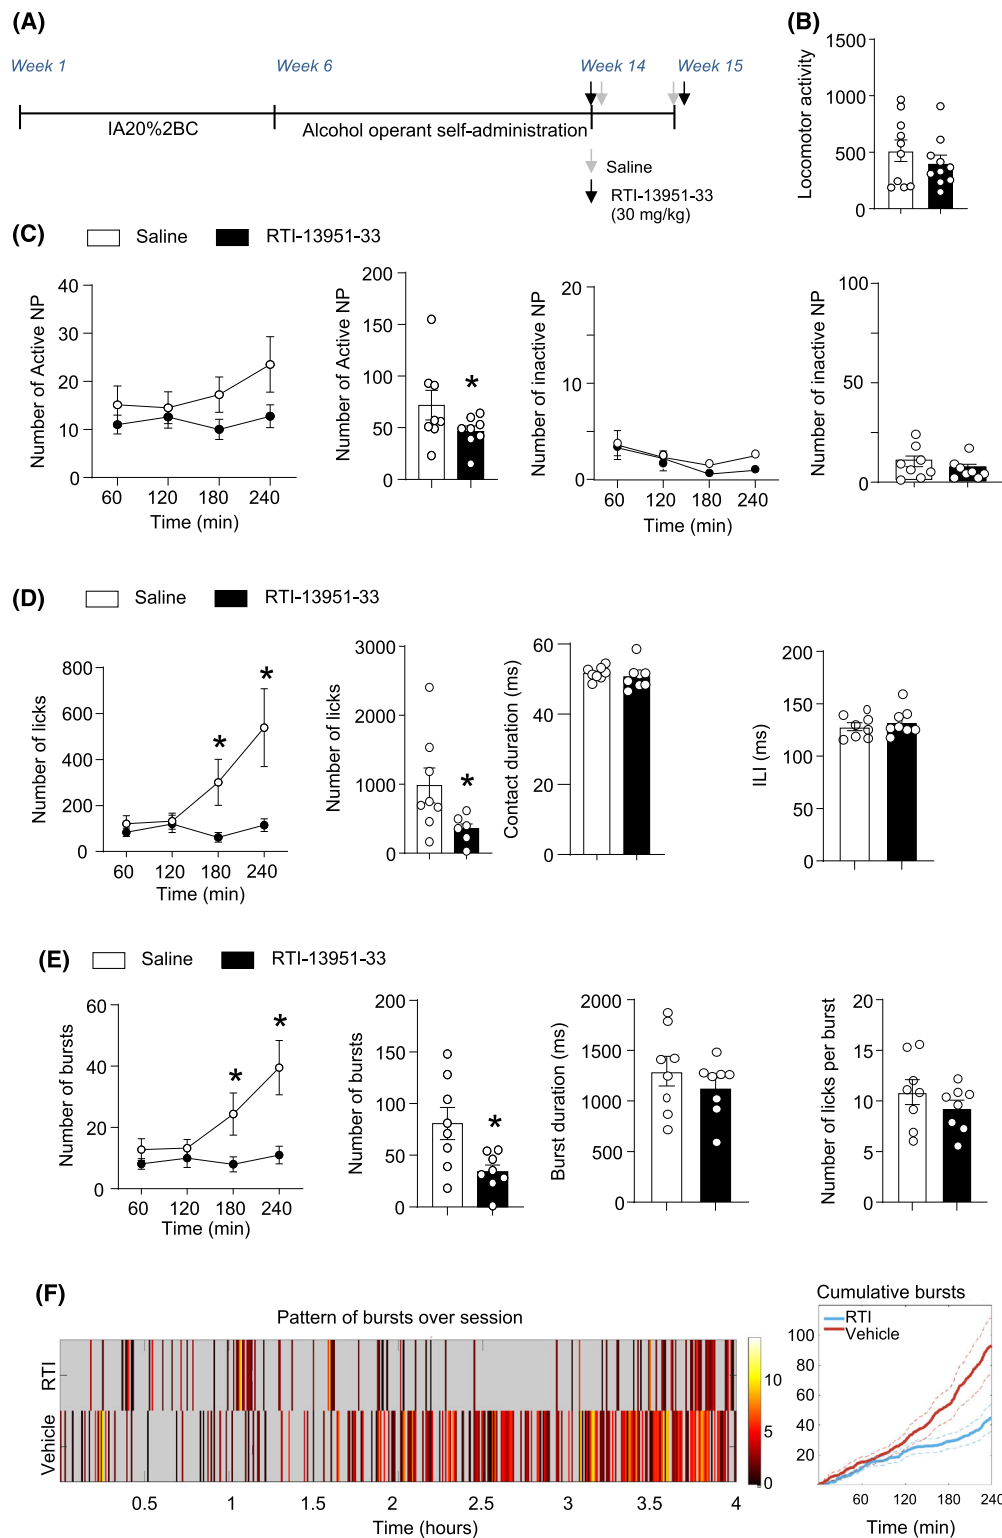 (A)
Week 1
Week 6
Week 14
Week 15
IA20%2BC
Alcohol operant self-administration
Saline
RTI-13951-33
(30 mg/kg)
(B)
Locomotor activity
1500
1000
500
0
(C)
Saline
RTI-13951-33
Number of Active NP
40
30
20
10
0
60 120 180 240
Time (min)
Number of Active NP
200
150
100
50
0
*
Number of inactive NP
20
10
0
60 120 180 240
Time (min)
Number of inactive NP
100
50
0
(D)
Saline
RTI-13951-33
Number of licks
800
600
400
200
0
* *
60 120 180 240
Time (min)
Number of licks
3000
2000
1000
0
*
Contact duration (ms)
60
40
20
0
ILI (ms)
200
150
100
50
0
(E)
Saline
RTI-13951-33
Number of bursts
60
40
20
0
* *
60 120 180 240
Time (min)
Number of bursts
200
150
100
50
0
*
Burst duration (ms)
2000
1500
1000
500
0
Number of licks per burst
20
15
10
5
0
(F)
Pattern of bursts over session
RTI
Vehicle
0.5 1 1.5 2 2.5 3 3.5 4
Time (hours)
10
5
0
Cumulative bursts
RTI
Vehicle
100
80
60
40
20
60 120 180 240
Time (min)